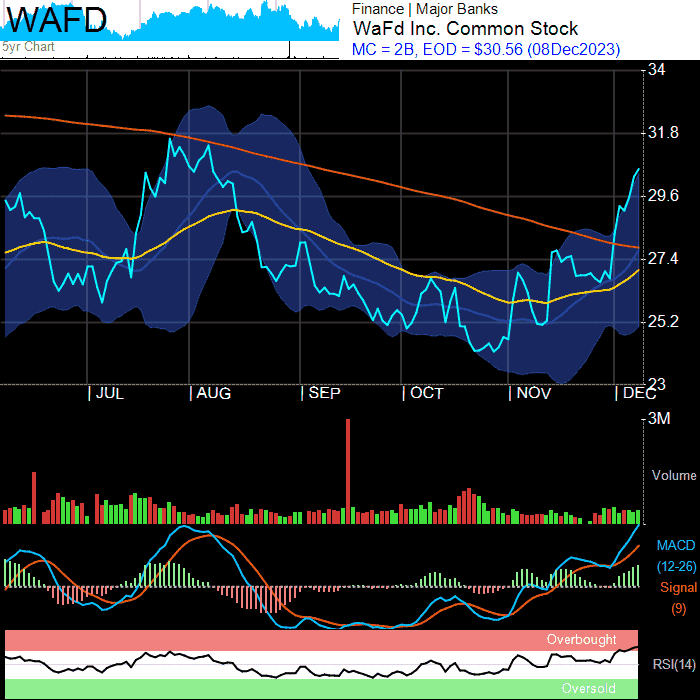 WAFD
5yr Chart
Finance | Major Banks
WaFd Inc. Common Stock
MC = 2B, EOD = $30.56 (08Dec2023)
34
31.8
29.6
27.4
25.2
23
| JUL | AUG | SEP | OCT | NOV | DEC
3M
Volume
MACD
(12-26)
Signal
(9)
Overbought
RSI(14)
Oversold